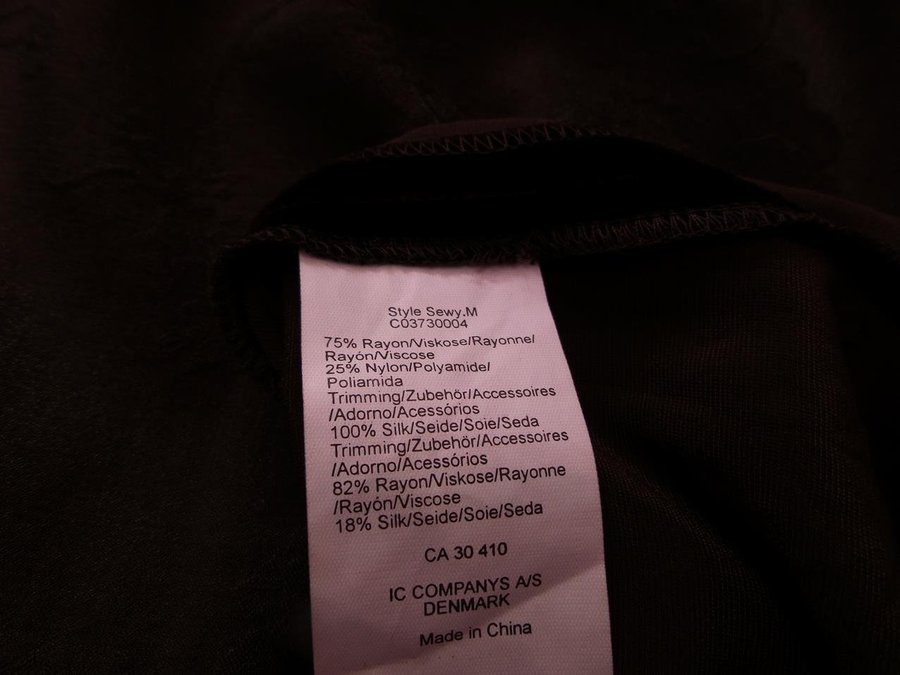 Style Sewy.M
C03730004
75% Rayon/Viskose/Rayonne/
Rayón/Viscose
25% Nylon/Polyamide/
Poliamida
Trimming/Zubehör/Accessoires
/Adorno/Acessórios
100% Silk/Seide/Soie/Seda
Trimming/Zubehör/Accessoires
/Adorno/Acessórios
82% Rayon/Viskose/Rayonne
/Rayón/Viscose
18% Silk/Seide/Soie/Seda
CA 30 410
IC COMPANYS A/S
DENMARK
Made in China